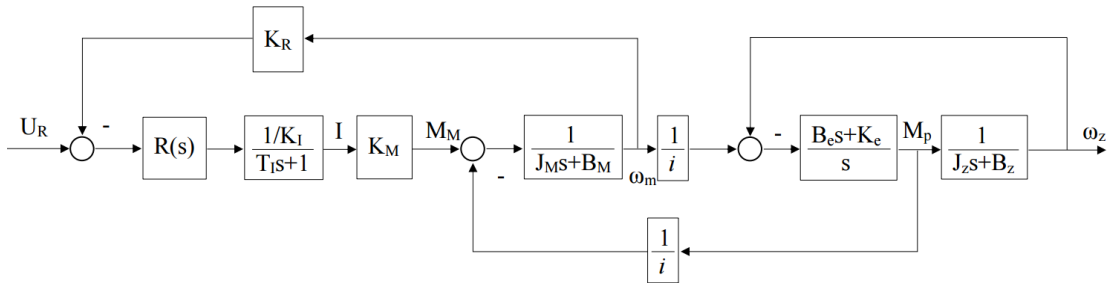 K_R
U_R
-
R(s)
1/K_I
T_Is+1
I
K_M
M_M
-
1
J_Ms+B_M
ω_m
1
i
-
B_es+K_e
s
M_p
1
J_zs+B_z
ω_z
1
i